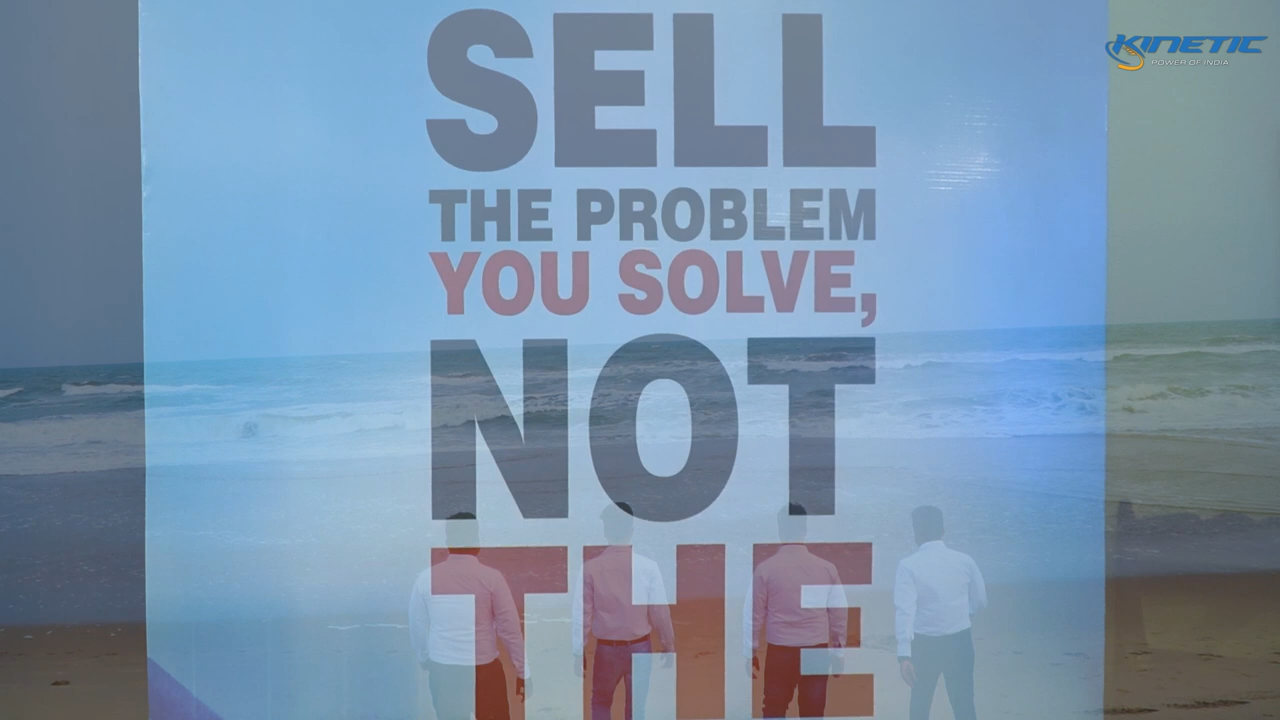 SELL
THE PROBLEM
YOU SOLVE,
NOT
THE
KINETIC
POWER OF INDIA